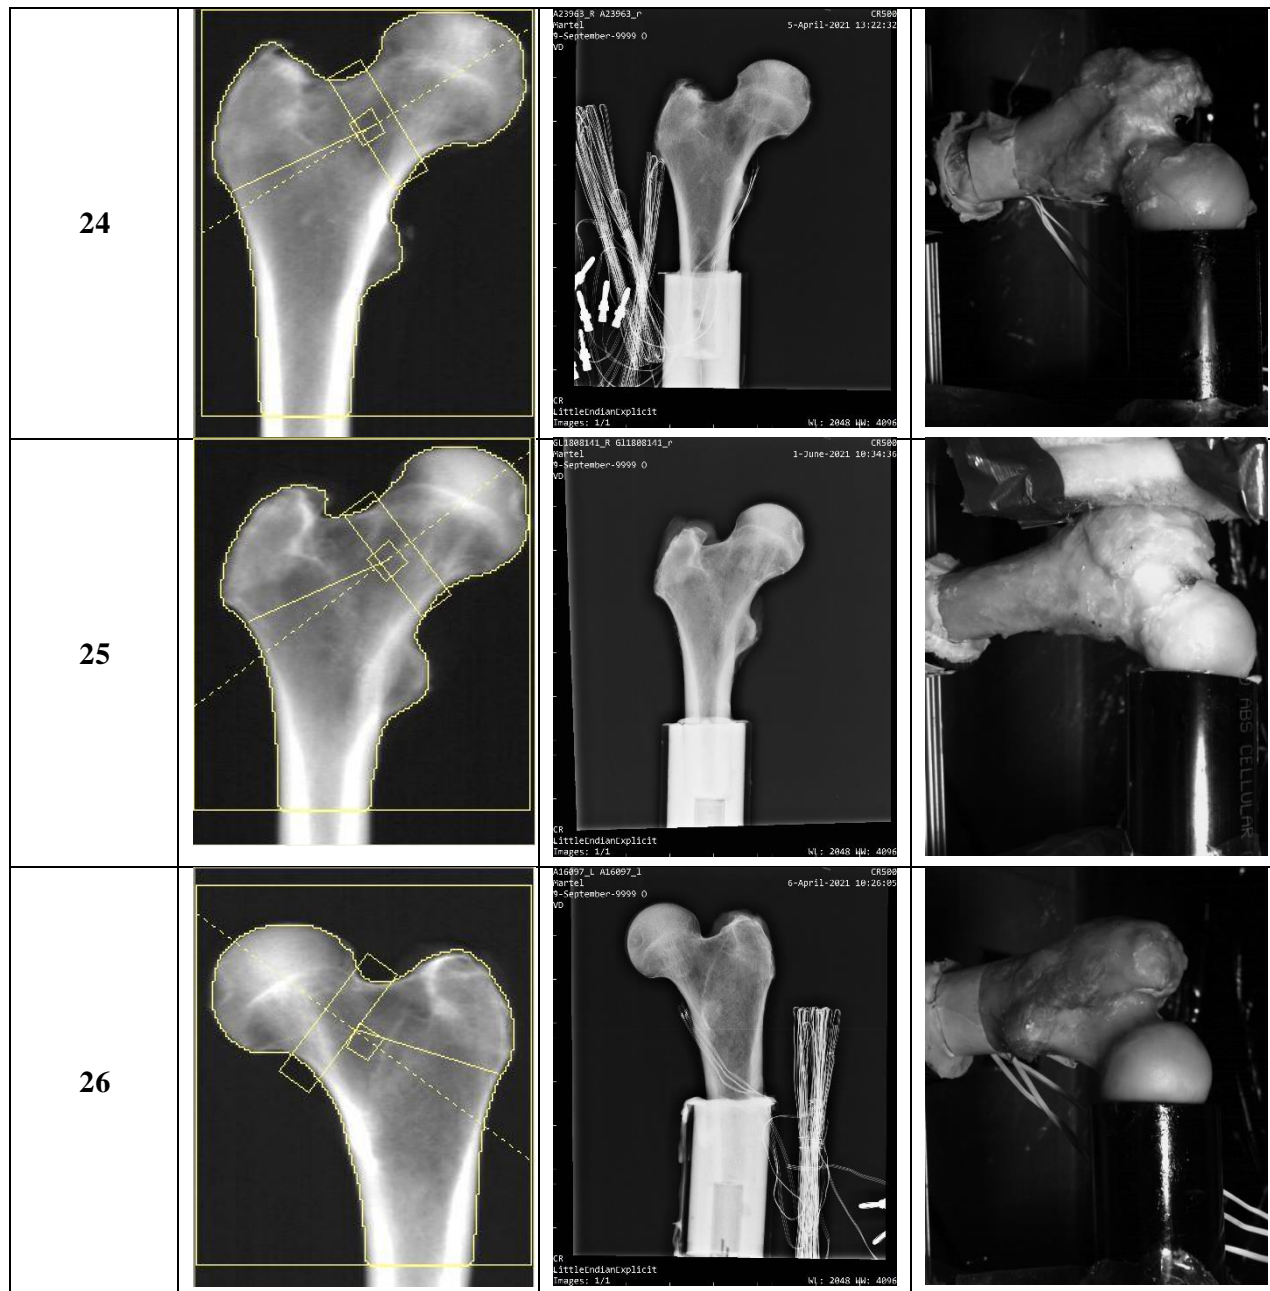 24
A23963_R A23963_r
CR500
Martel
5-April-2021 13:22:32
9-September-9999 O
VD
CR
LittleEndianExplicit
Images: 1/1
WL: 2048 WW: 4096
25
GL1808141_R Gl1808141_r
CR500
Martel
1-June-2021 10:34:36
9-September-9999 O
VD
CR
LittleEndianExplicit
Images: 1/1
WL: 2048 WW: 4096
ABS CELLULAR
26
A16097_L A16097_l
CR500
Martel
6-April-2021 10:26:05
9-September-9999 O
VD
CR
LittleEndianExplicit
Images: 1/1
WL: 2048 WW: 4096